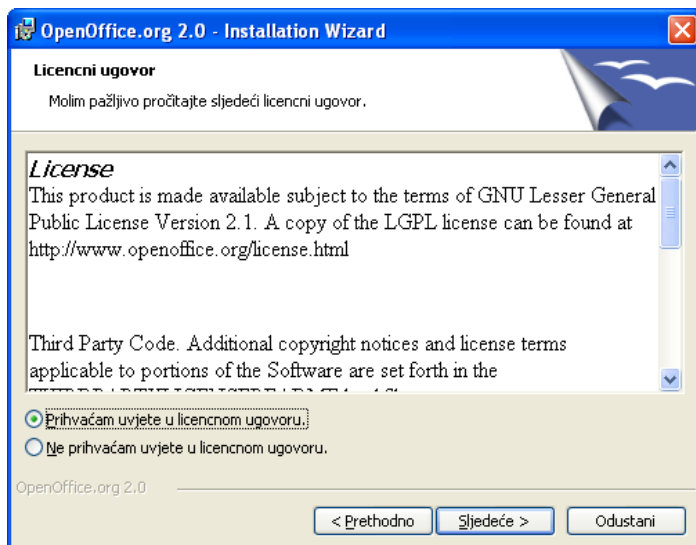 OpenOffice.org 2.0 - Installation Wizard
Licencni ugovor
Molim pažljivo pročitajte sljedeći licencni ugovor.
License
This product is made available subject to the terms of GNU Lesser General
Public License Version 2.1. A copy of the LGPL license can be found at
http://www.openoffice.org/license.html
Third Party Code. Additional copyright notices and license terms
applicable to portions of the Software are set forth in the
Prihvaćam uvjete u licencnom ugovoru.
Ne prihvaćam uvjete u licencnom ugovoru.
OpenOffice.org 2.0
< Prethodno
Sljedeće >
Odustani